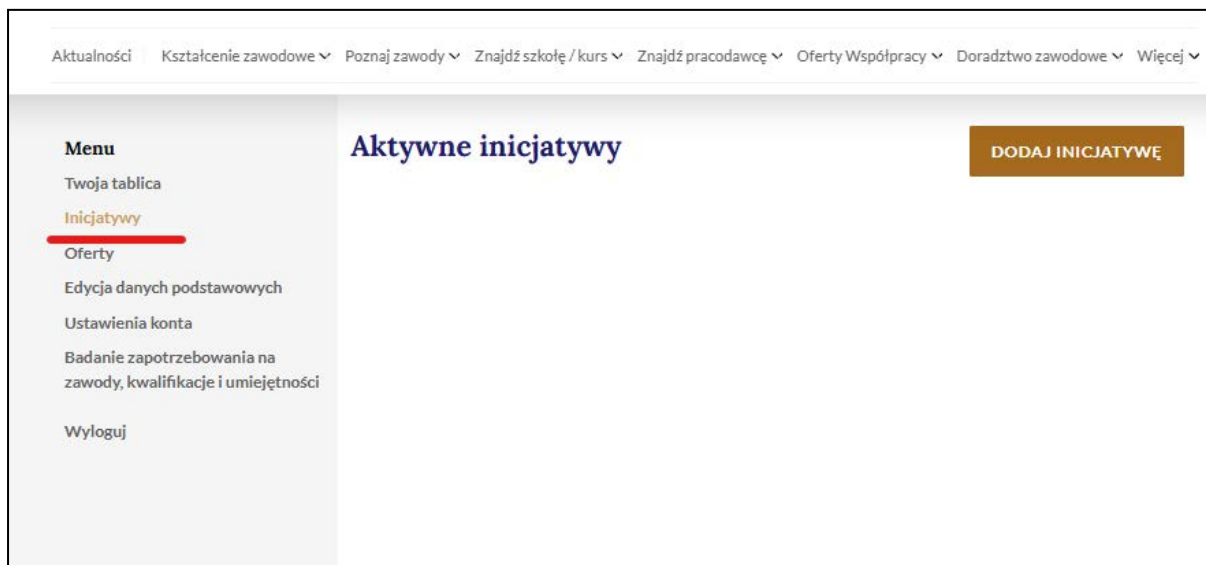 Aktualności Kształcenie zawodowe Poznaj zawody Znajdź szkołę / kurs Znajdź pracodawcę Oferty Współpracy Doradztwo zawodowe Więcej
Menu
Twoja tablica
Inicjatywy
Oferty
Edycja danych podstawowych
Ustawienia konta
Badanie zapotrzebowania na
zawody, kwalifikacje i umiejętności
Wyloguj
Aktywne inicjatywy
DODAJ INICJATYWĘ